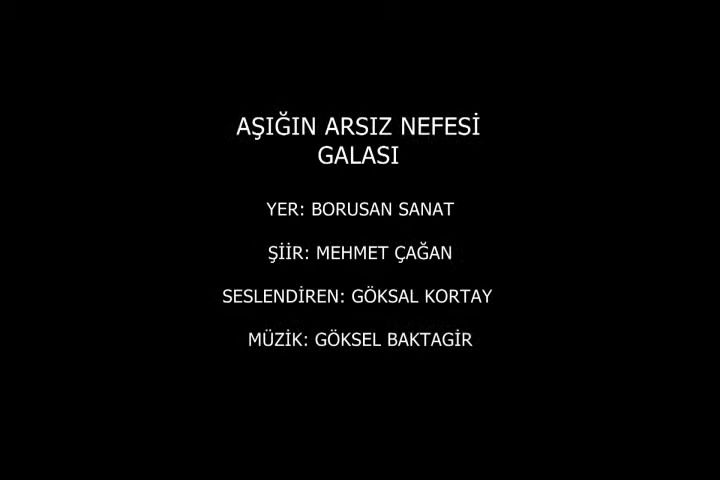 AŞIĞIN ARSIZ NEFESİ
GALASI
YER: BORUSAN SANAT
ŞİİR: MEHMET ÇAĞAN
SESLENDİREN: GÖKSAL KORTAY
MÜZİK: GÖKSEL BAKTAGİR